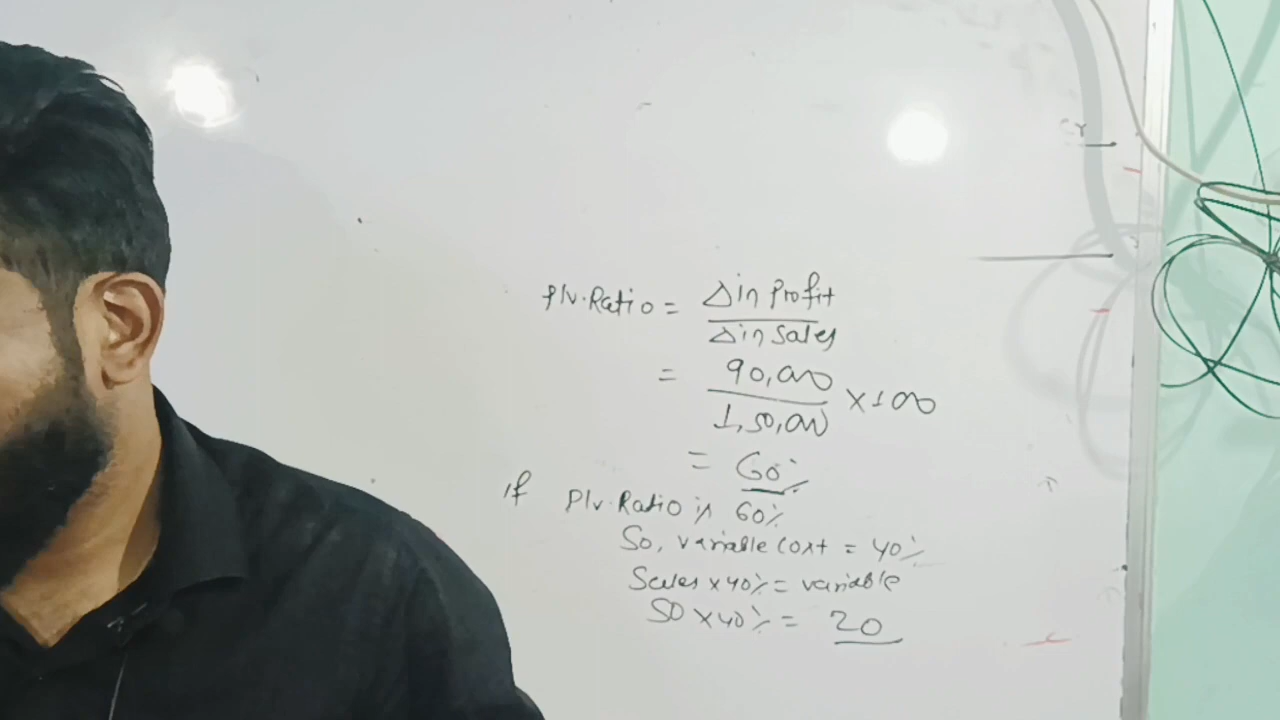 P/v. Ratio = Δ in Profit / Δ in Sales
= 90,000 / 1,50,000 × 100
= 60%
If P/v. Ratio is 60%
So, variable cost = 40%
Sales × 40% = variable
50 × 40% = 20